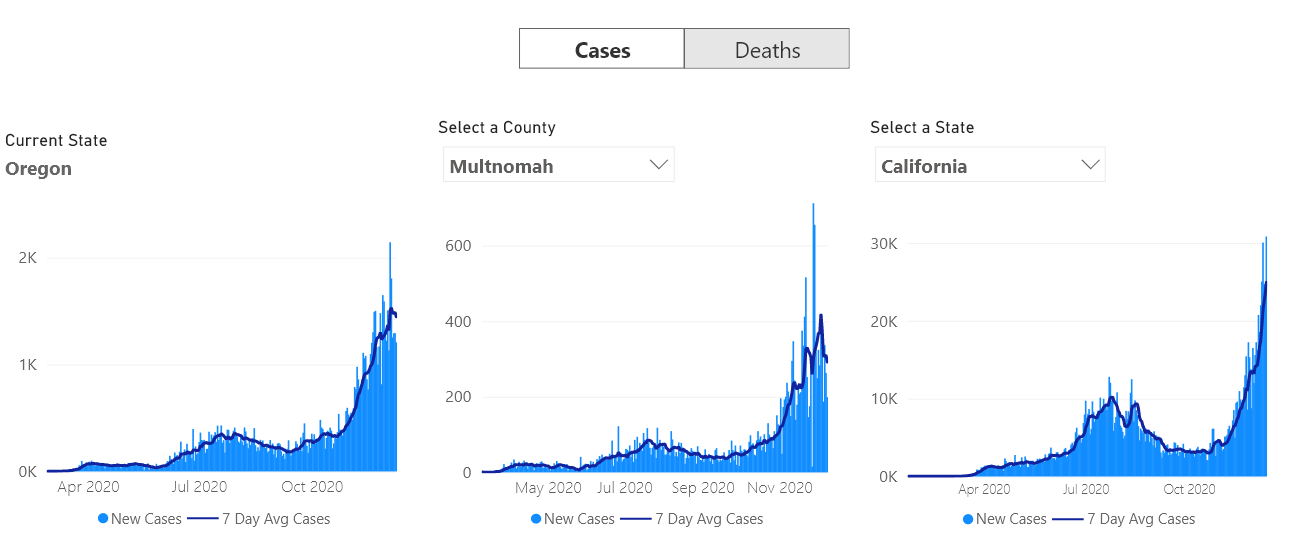 Cases Deaths
Current State
Oregon
2K
1K
0K
Apr 2020 Jul 2020 Oct 2020
New Cases 7 Day Avg Cases
Select a County
Multnomah
600
400
200
0
May 2020 Jul 2020 Sep 2020 Nov 2020
New Cases 7 Day Avg Cases
Select a State
California
30K
20K
10K
0K
Apr 2020 Jul 2020 Oct 2020
New Cases 7 Day Avg Cases